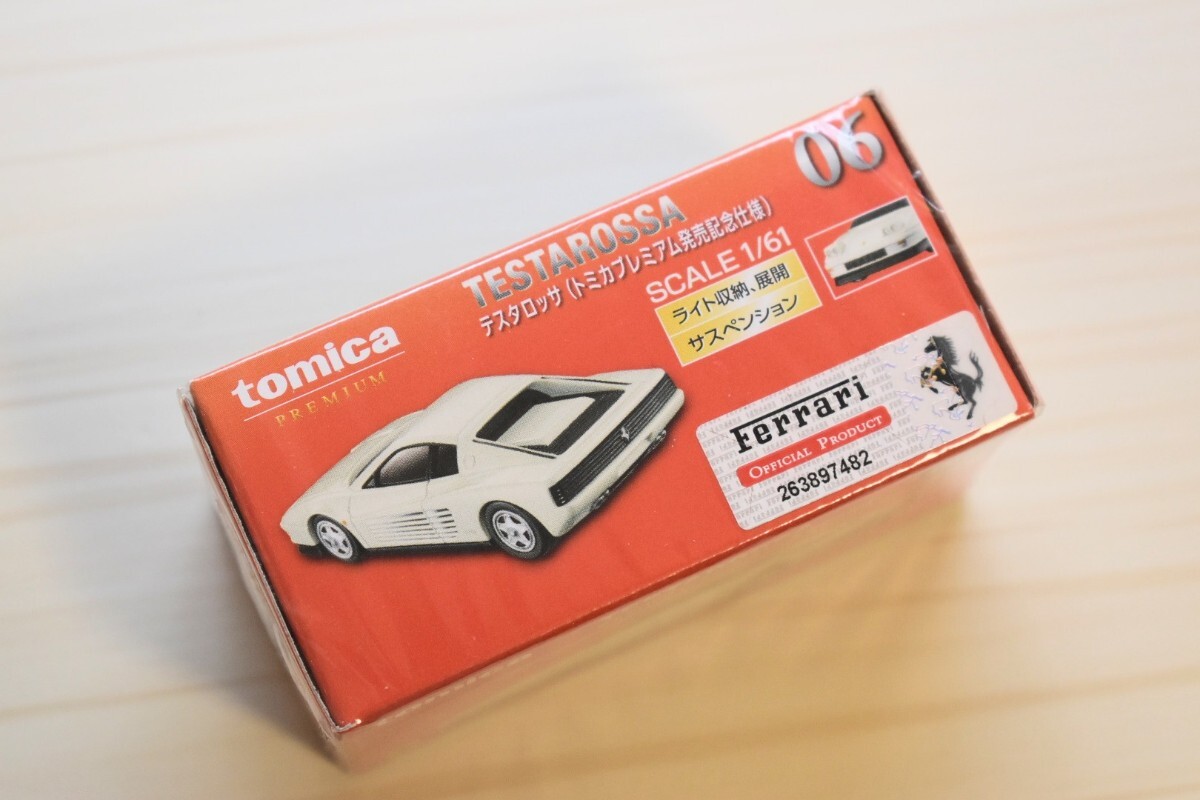 06
TESTAROSSA
テスタロッサ（トミカプレミアム発売記念仕様）
SCALE 1/61
ライト収納、展開
サスペンション
tomica
PREMIUM
Ferrari
OFFICIAL PRODUCT
263897482